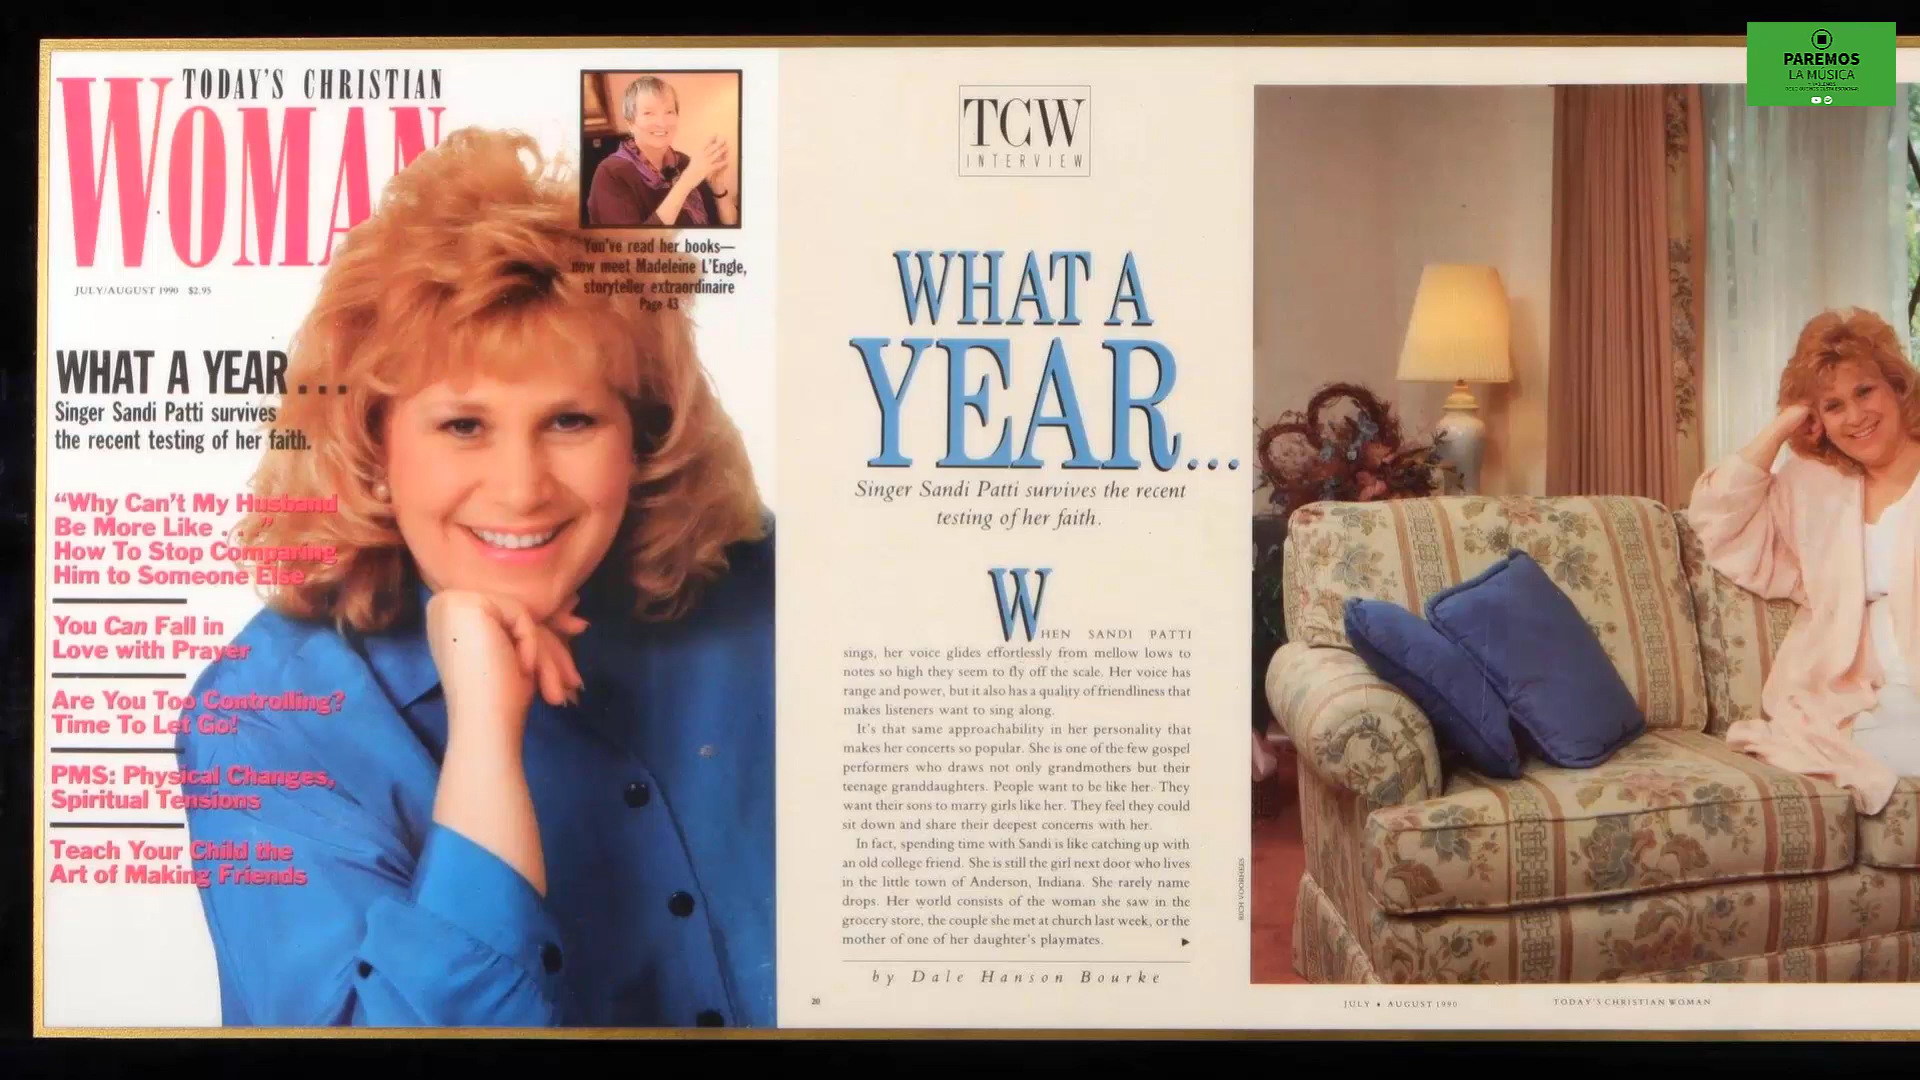 TODAY'S CHRISTIAN
WOMAN
JULY/AUGUST 1990 $2.95
You've read her books—
now meet Madeleine L'Engle,
storyteller extraordinaire
Page 43
WHAT A YEAR...
Singer Sandi Patti survives
the recent testing of her faith.
"Why Can't My Husband
Be More Like . . ."
How To Stop Comparing
Him to Someone Else
You Can Fall in
Love with Prayer
Are You Too Controlling?
Time To Let Go!
PMS: Physical Changes,
Spiritual Tensions
Teach Your Child the
Art of Making Friends
TCW
INTERVIEW
WHAT A
YEAR...
Singer Sandi Patti survives the recent
testing of her faith.
WHEN SANDI PATTI
sings, her voice glides effortlessly from mellow lows to
notes so high they seem to fly off the scale. Her voice has
range and power, but it also has a quality of friendliness that
makes listeners want to sing along.
It's that same approachability in her personality that
makes her concerts so popular. She is one of the few gospel
performers who draws not only grandmothers but their
teenage granddaughters. People want to be like her. They
want their sons to marry girls like her. They feel they could
sit down and share their deepest concerns with her.
In fact, spending time with Sandi is like catching up with
an old college friend. She is still the girl next door who lives
in the little town of Anderson, Indiana. She rarely name
drops. Her world consists of the woman she saw in the
grocery store, the couple she met at church last week, or the
mother of one of her daughter's playmates.
by Dale Hanson Bourke
20
RICH VOORHEES
JULY • AUGUST 1990
TODAY'S CHRISTIAN WOMAN
PAREMOS
LA MÚSICA